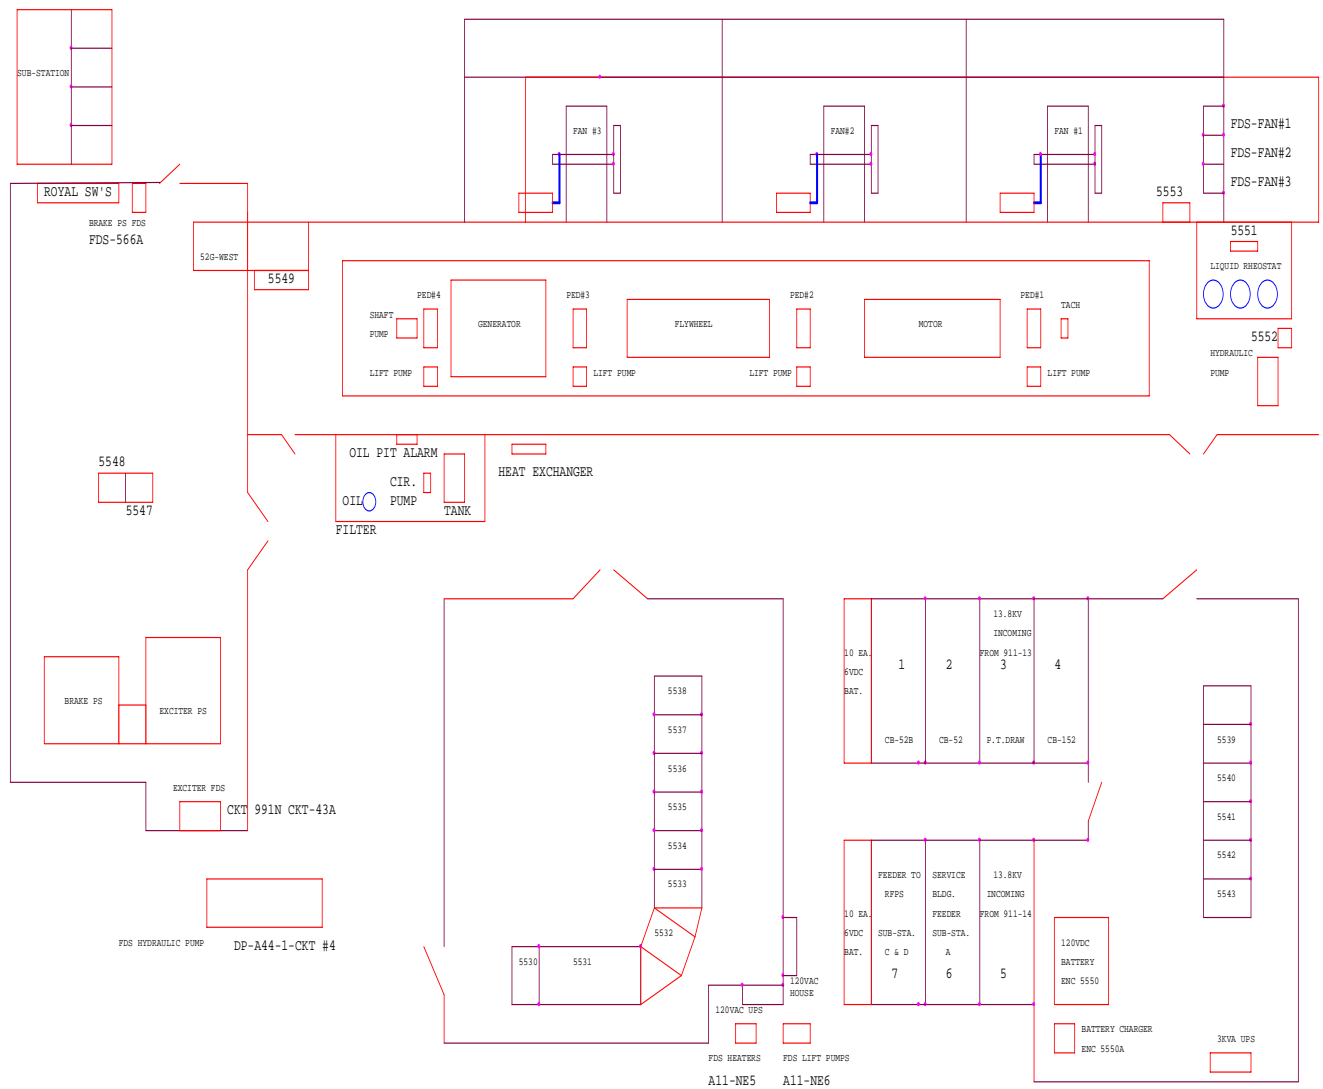 SUB-STATION
ROYAL SW'S
BRAKE PS FDS
FDS-566A
52G-WEST
5549
FAN #3
FAN#2
FAN #1
FDS-FAN#1
FDS-FAN#2
FDS-FAN#3
5553
5551
LIQUID RHEOSTAT
5552
HYDRAULIC
PUMP
PED#4
SHAFT
PUMP
GENERATOR
PED#3
FLYWHEEL
PED#2
MOTOR
PED#1
TACH
LIFT PUMP
LIFT PUMP
LIFT PUMP
LIFT PUMP
OIL PIT ALARM
CIR.
PUMP
OIL
FILTER
TANK
HEAT EXCHANGER
5548
5547
BRAKE PS
EXCITER PS
EXCITER FDS
CKT 991N CKT-43A
FDS HYDRAULIC PUMP
DP-A44-1-CKT #4
5538
5537
5536
5535
5534
5533
5532
5531
5530
120VAC
HOUSE
120VAC UPS
FDS HEATERS
A11-NE5
FDS LIFT PUMPS
A11-NE6
10 EA.
6VDC
BAT.
1
CB-52B
2
CB-52
13.8KV
INCOMING
FROM 911-13
3
P.T.DRAW
4
CB-152
10 EA.
6VDC
BAT.
FEEDER TO
RFPS
SUB-STA.
C & D
7
SERVICE
BLDG.
FEEDER
SUB-STA.
A
6
13.8KV
INCOMING
FROM 911-14
5
120VDC
BATTERY
ENC 5550
BATTERY CHARGER
ENC 5550A
5539
5540
5541
5542
5543
3KVA UPS